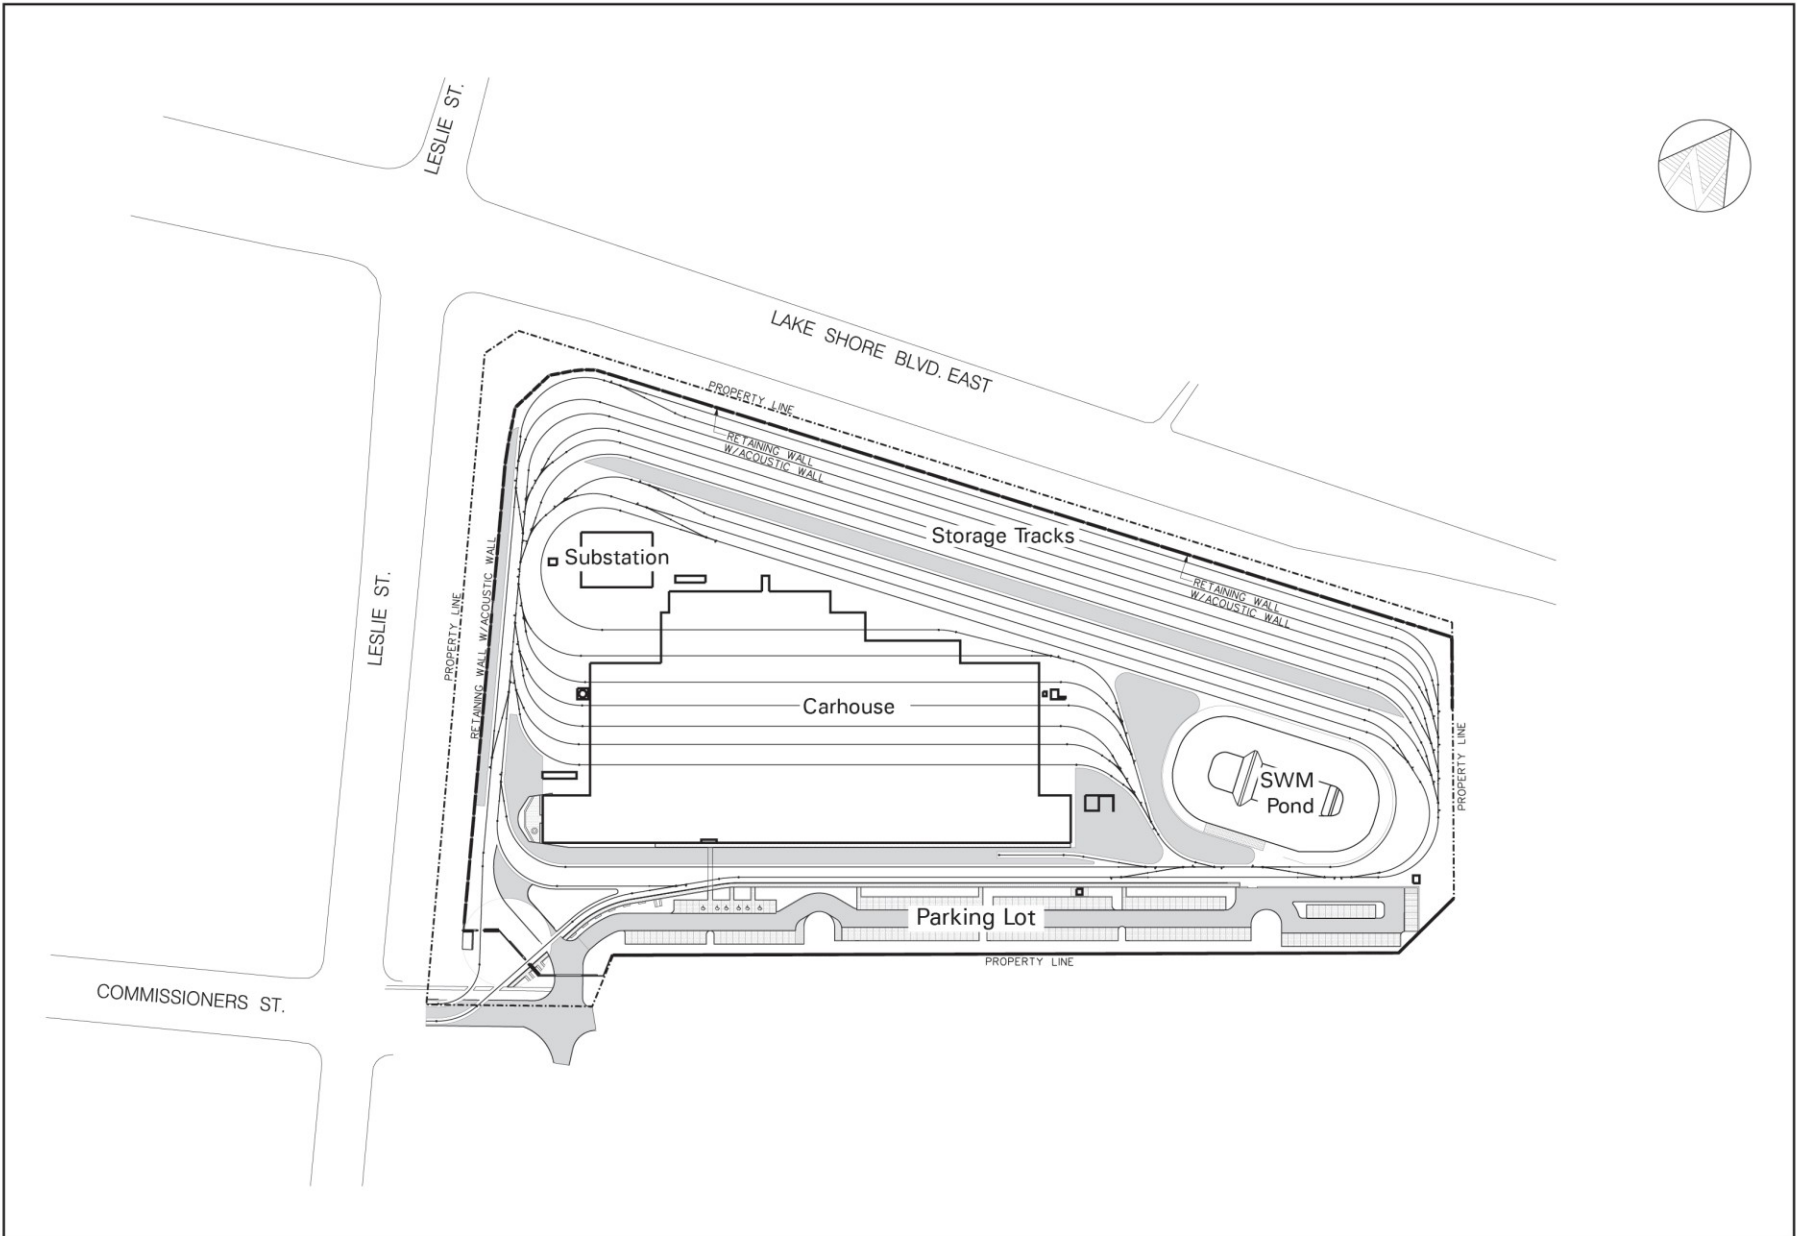 LESLIE ST.
LAKE SHORE BLVD. EAST
PROPERTY LINE
RETAINING WALL
W/ACOUSTIC WALL
Storage Tracks
Substation
RETAINING WALL
W/ACOUSTIC WALL
LESLIE ST.
PROPERTY LINE
RETAINING WALL W/ACOUSTIC WALL
Carhouse
SWM
Pond
PROPERTY LINE
Parking Lot
PROPERTY LINE
COMMISSIONERS ST.
N